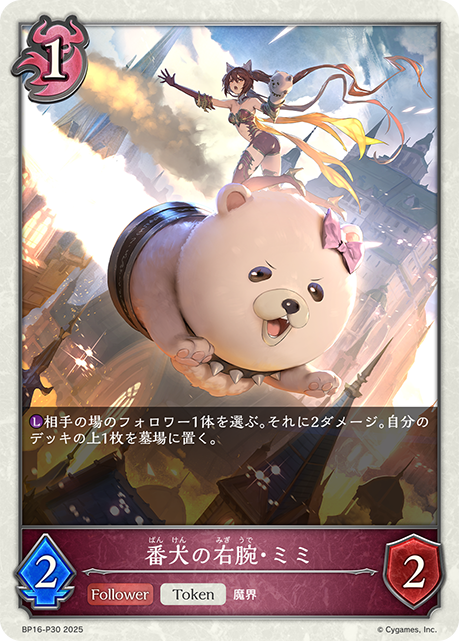 1
L相手の場のフォロワー1体を選ぶ。それに2ダメージ。自分の
デッキの上1枚を墓場に置く。
ばんけん みぎうで
番犬の右腕・ミミ
2 2
Follower Token 魔界
BP16-P30 2025 © Cygames, Inc.